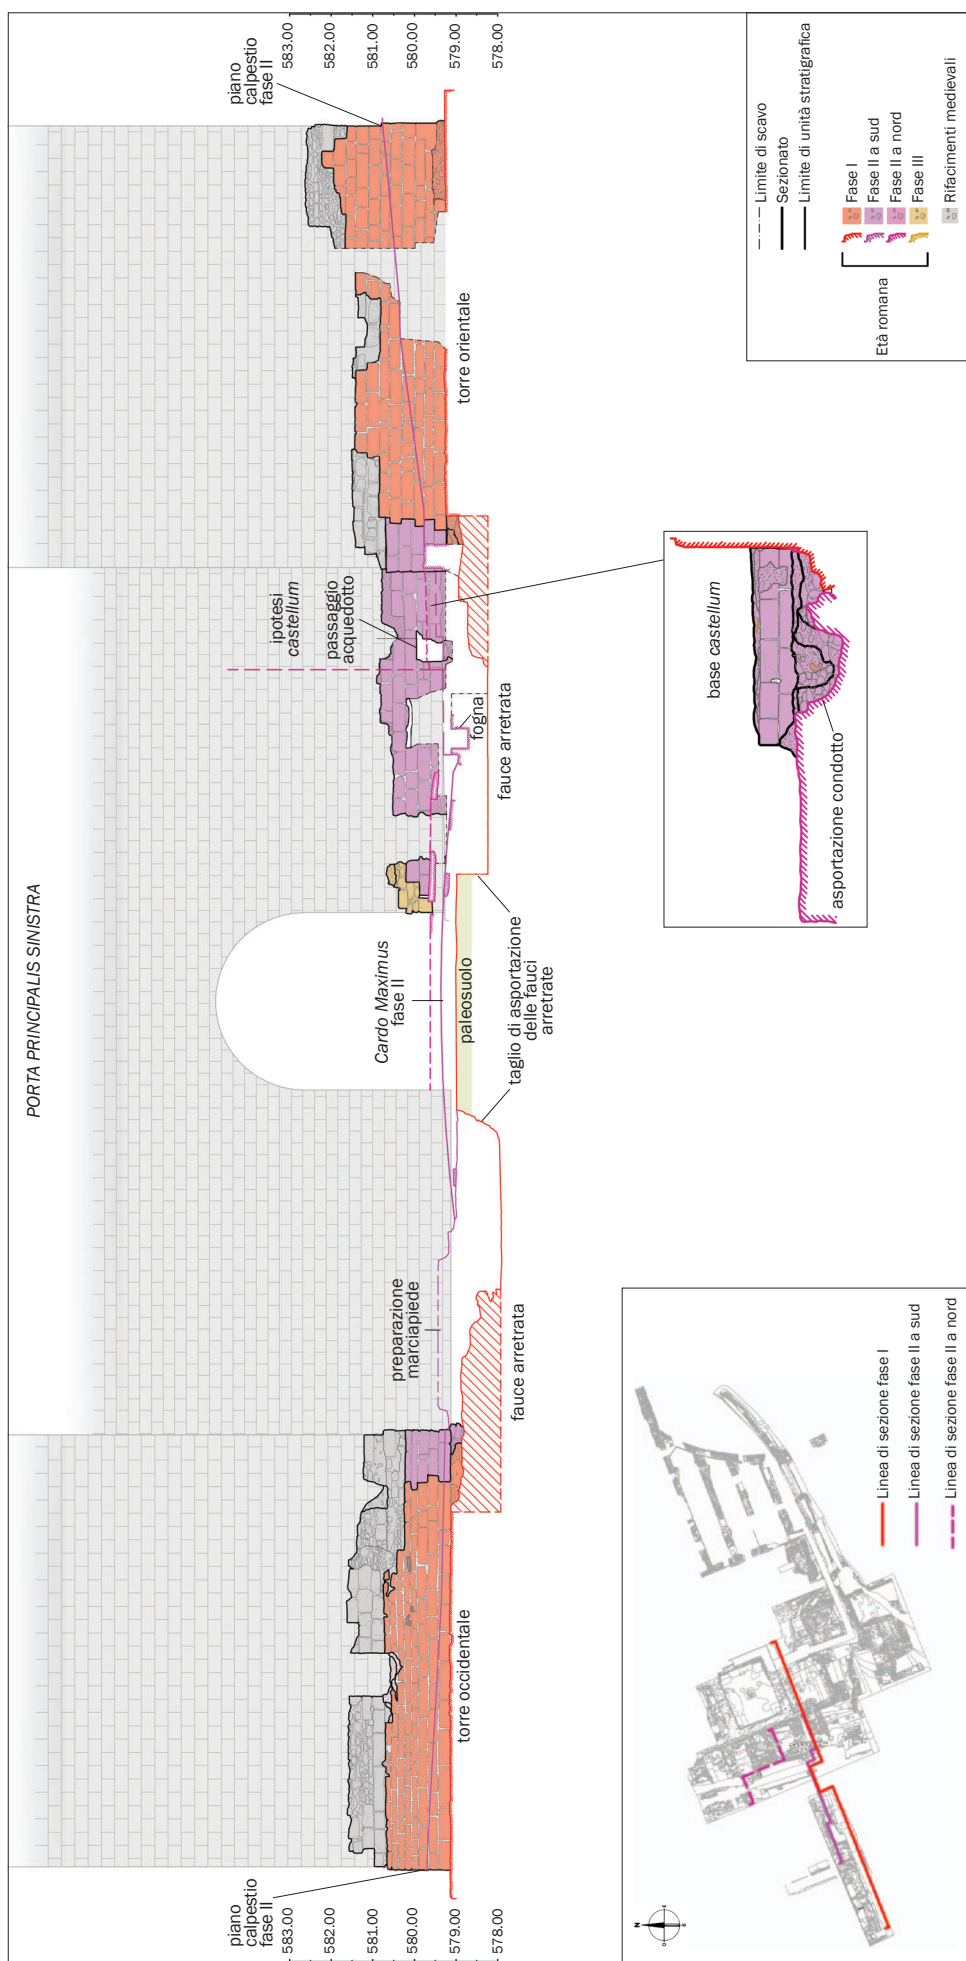 PORTA PRINCIPALIS SINISTRA
583.00
582.00
581.00
580.00
579.00
578.00
piano
calpestio
fase II
torre occidentale
preparazione
marciapiede
fauce arretrata
Cardo Maximus
fase II
paleosuolo
taglio di asportazione
delle fauci
arretrate
ipotesi
castellum
passaggio
acquedotto
fogna
fauce arretrata
torre orientale
piano
calpestio
fase II
583.00
582.00
581.00
580.00
579.00
578.00
N
E
S
O
Linea di sezione fase I
Linea di sezione fase II a sud
Linea di sezione fase II a nord
base castellum
asportazione condotto
Limite di scavo
Sezionato
Limite di unità stratigrafica
Età romana
Fase I
Fase II a sud
Fase II a nord
Fase III
Rifacimenti medievali